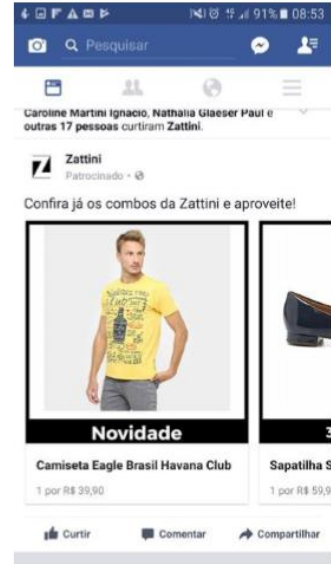 91% 08:53
Pesquisar
Caroline Martini Ignacio, Nathalia Glaeser Paul e
outras 17 pessoas curtiram Zattini.
Z
Zattini
Patrocinado
Confira já os combos da Zattini e aproveite!
Novidade
3
Camiseta Eagle Brasil Havana Club
Sapatilha S
1 por R$ 39,90
1 por R$ 59,9
Curtir
Comentar
Compartilhar